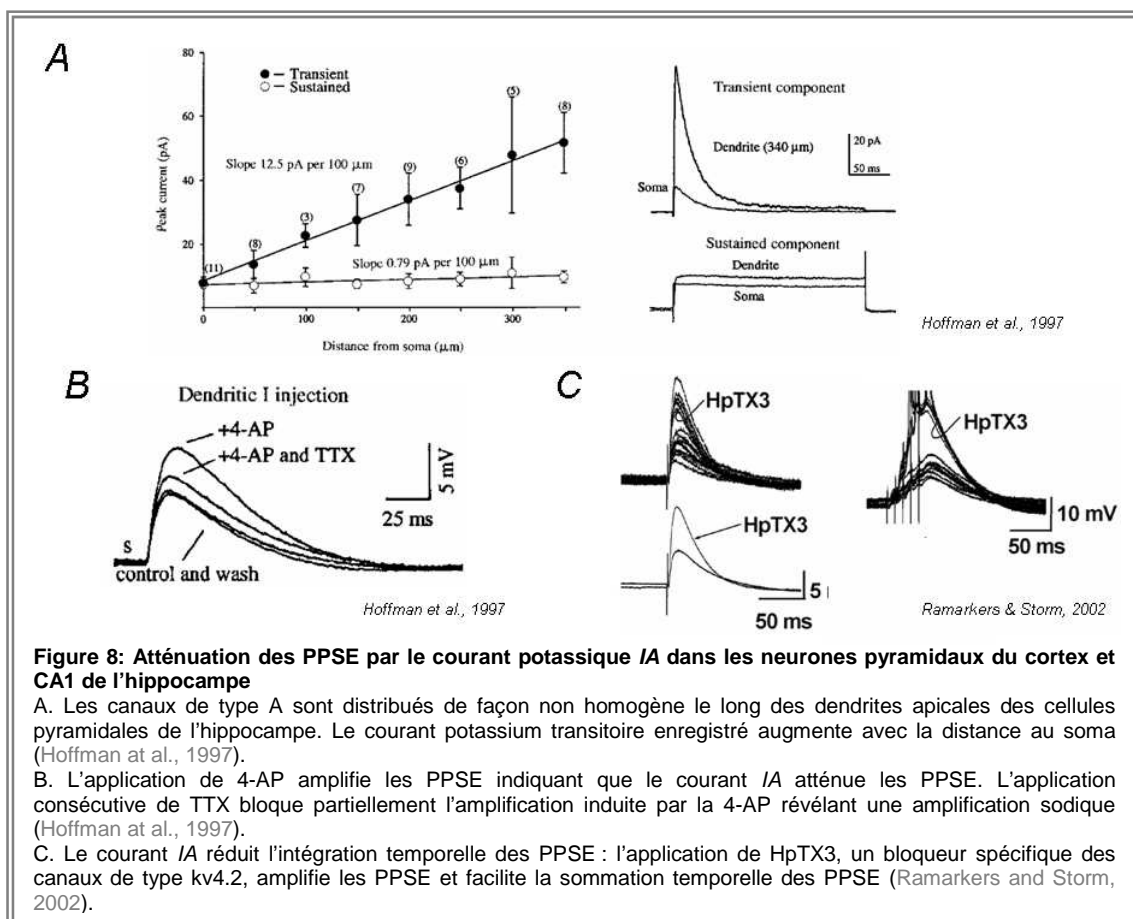 A
80
60
40
20
0
Peak current (pA)
● – Transient
○ – Sustained
Slope 12.5 pA per 100 μm
Slope 0.79 pA per 100 μm
(11)
(8)
(3)
(7)
(9)
(6)
(5)
(8)
0
100
200
300
Distance from soma (μm)
Transient component
Dendrite (340 μm)
20 pA
50 ms
Soma
Sustained component
Dendrite
Soma
Hoffman et al., 1997
B
Dendritic I injection
+4-AP
+4-AP and TTX
5 mV
25 ms
S
control and wash
Hoffman et al., 1997
C
HpTX3
HpTX3
5
50 ms
HpTX3
10 mV
50 ms
Ramarkers & Storm, 2002
Figure 8: Atténuation des PPSE par le courant potassique IA dans les neurones pyramidaux du cortex et
CA1 de l'hippocampe
A. Les canaux de type A sont distribués de façon non homogène le long des dendrites apicales des cellules
pyramidales de l'hippocampe. Le courant potassium transitoire enregistré augmente avec la distance au soma
(Hoffman at al., 1997).
B. L'application de 4-AP amplifie les PPSE indiquant que le courant IA atténue les PPSE. L'application
consécutive de TTX bloque partiellement l'amplification induite par la 4-AP révélant une amplification sodique
(Hoffman at al., 1997).
C. Le courant IA réduit l'intégration temporelle des PPSE : l'application de HpTX3, un bloqueur spécifique des
canaux de type kv4.2, amplifie les PPSE et facilite la sommation temporelle des PPSE (Ramarkers and Storm,
2002).